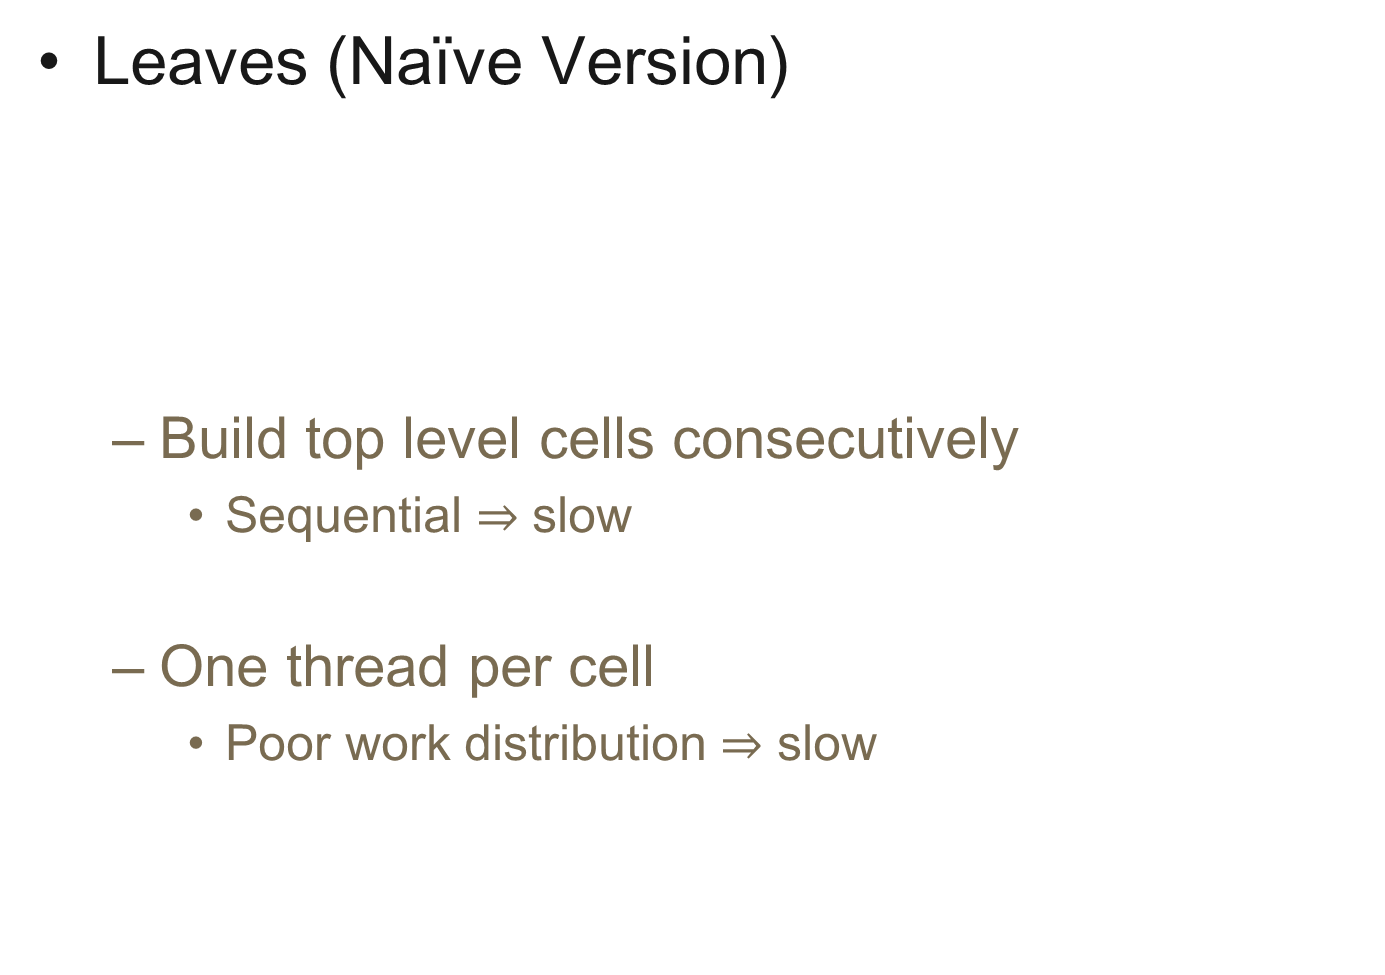 • Leaves (Naïve Version)
– Build top level cells consecutively
• Sequential ⇒ slow
– One thread per cell
• Poor work distribution ⇒ slow